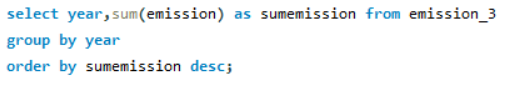 select year,sum(emission) as sumemission from emission_3
group by year
order by sumemission desc;